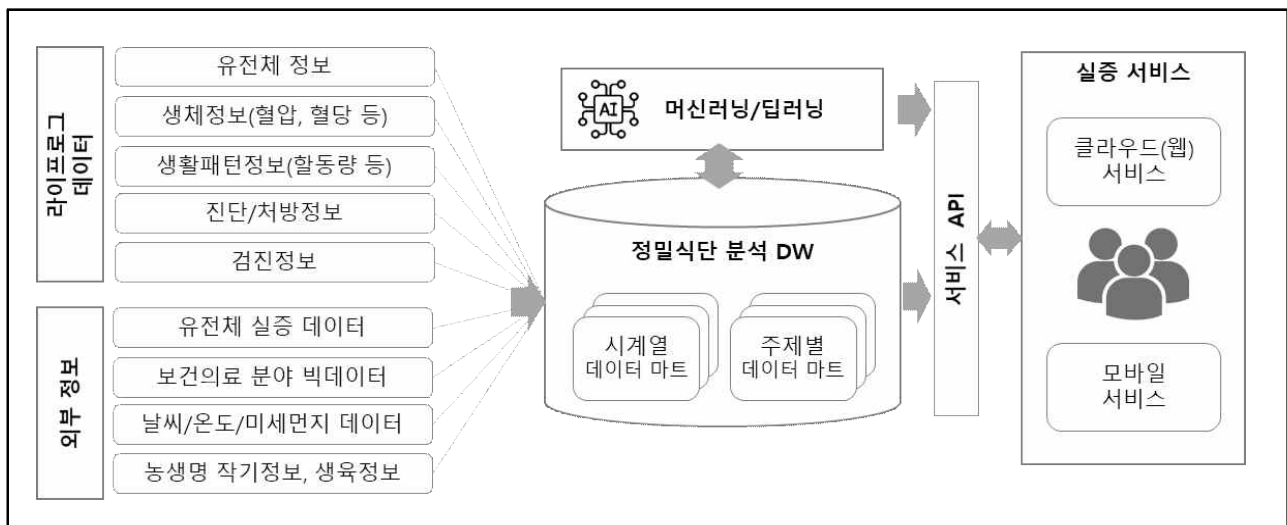 라이프로그
데이터
유전체 정보
생체정보(혈압, 혈당 등)
생활패턴정보(할동량 등)
진단/처방정보
검진정보
외부 정보
유전체 실증 데이터
보건의료 분야 빅데이터
날씨/온도/미세먼지 데이터
농생명 작기정보, 생육정보
AI
머신러닝/딥러닝
정밀식단 분석 DW
시계열
데이터 마트
주제별
데이터 마트
서비스 API
실증 서비스
클라우드(웹)
서비스
모바일
서비스